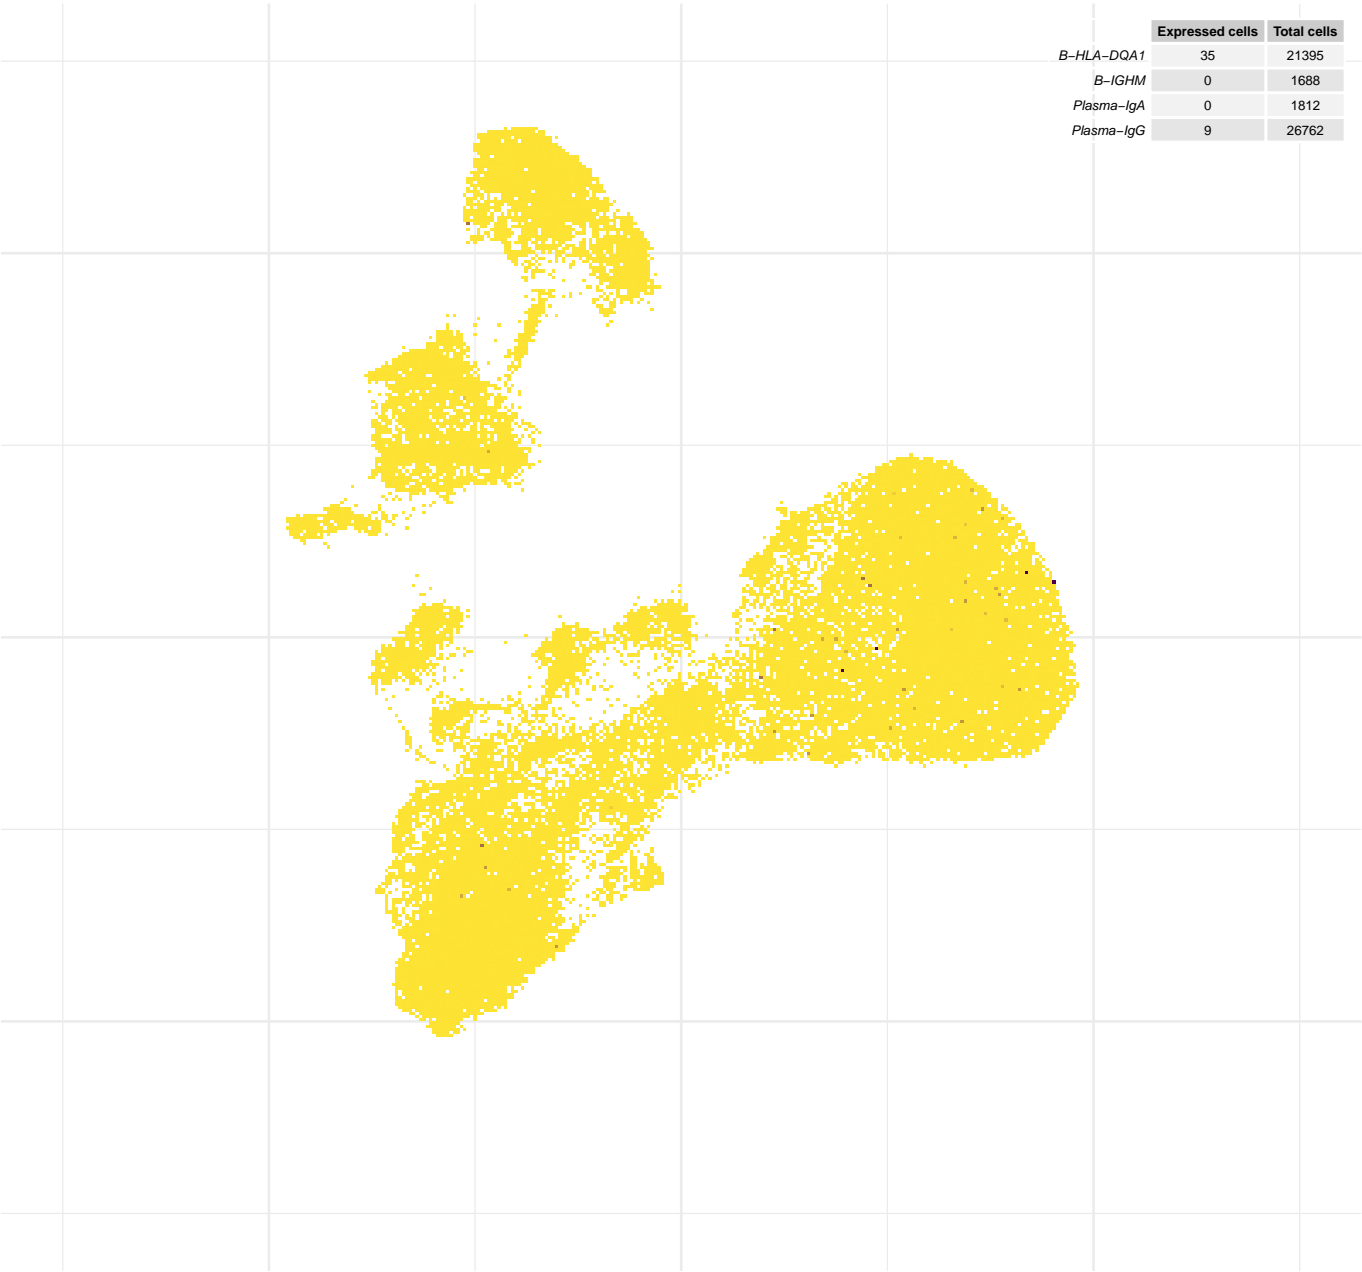 Expressed cells Total cells
B−HLA−DQA1 35 21395
B−IGHM 0 1688
Plasma−IgA 0 1812
Plasma−IgG 9 26762